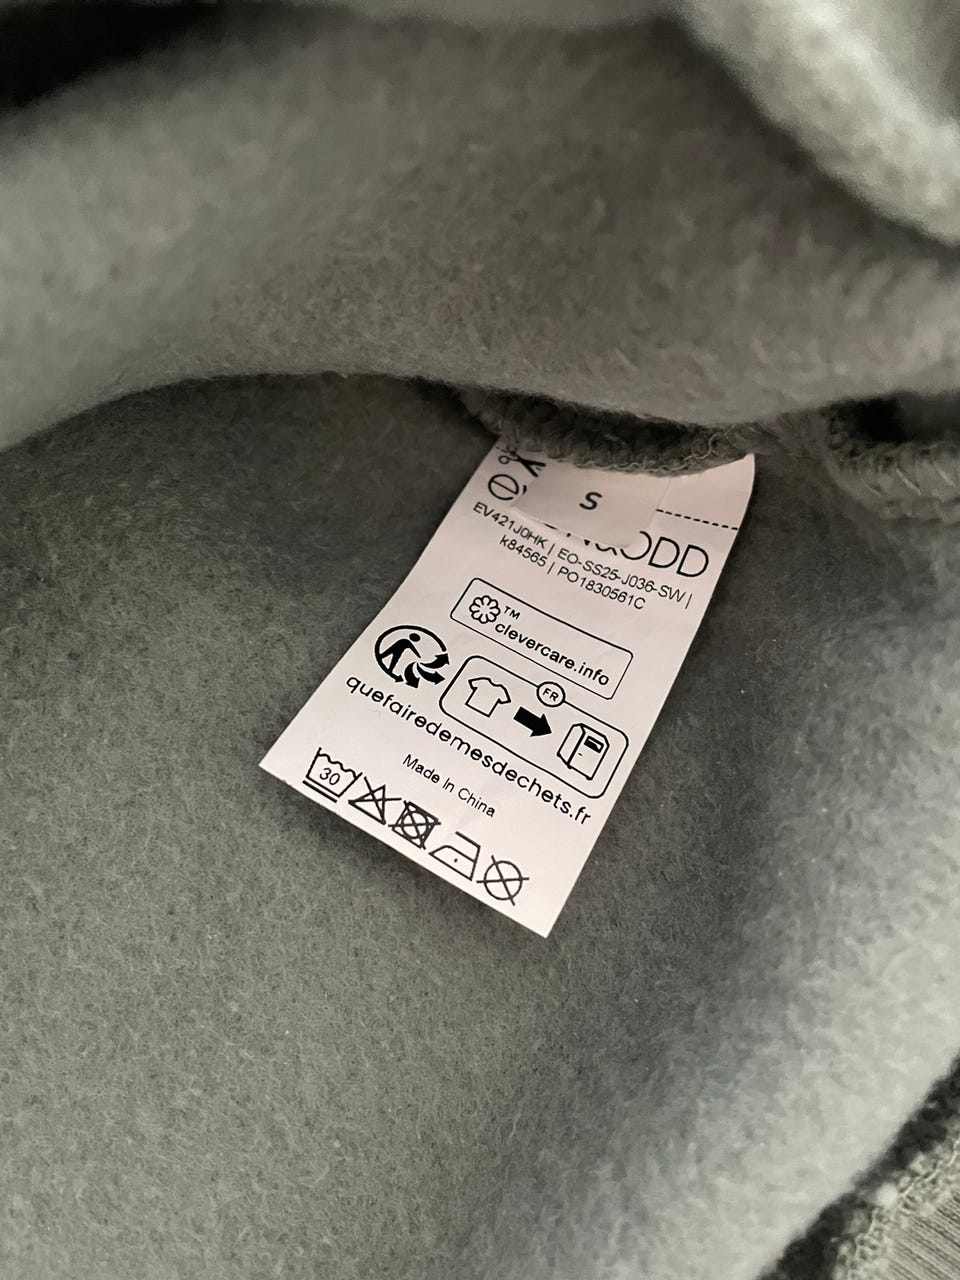 S
EV421J0HK | EO-SS25-J036-SW |
k84565 | PO1830561C
TM
clevercare.info
FR
quefairedemesdechets.fr
Made In China
30